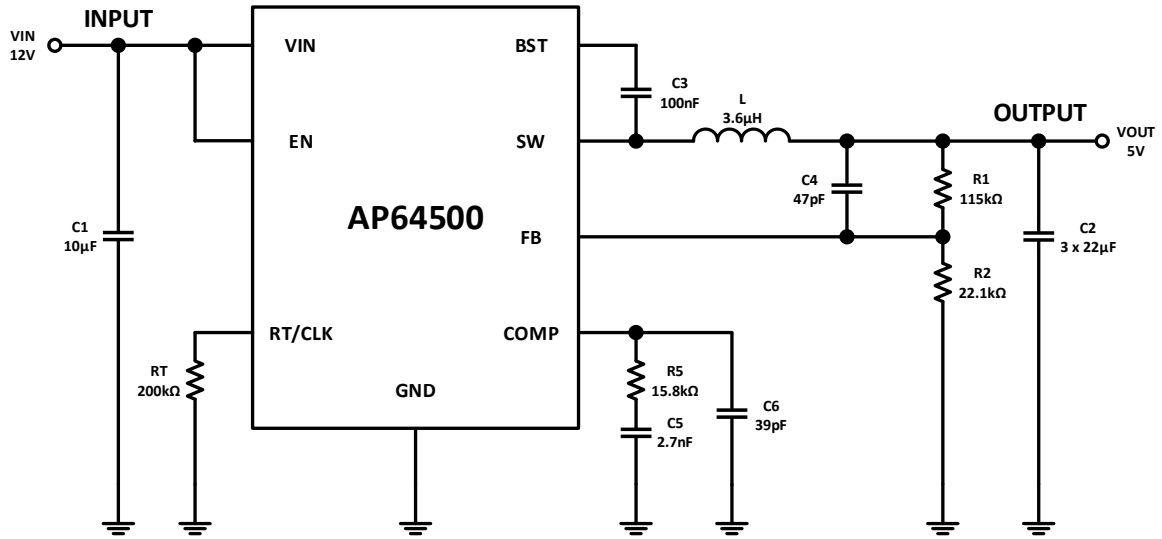 INPUT
VIN
12V
VIN
BST
C3
100nF
L
3.6µH
OUTPUT
VOUT
5V
EN
SW
C4
47pF
R1
115kΩ
AP64500
C1
10µF
FB
C2
3 x 22µF
R2
22.1kΩ
RT/CLK
COMP
RT
200kΩ
GND
R5
15.8kΩ
C6
39pF
C5
2.7nF